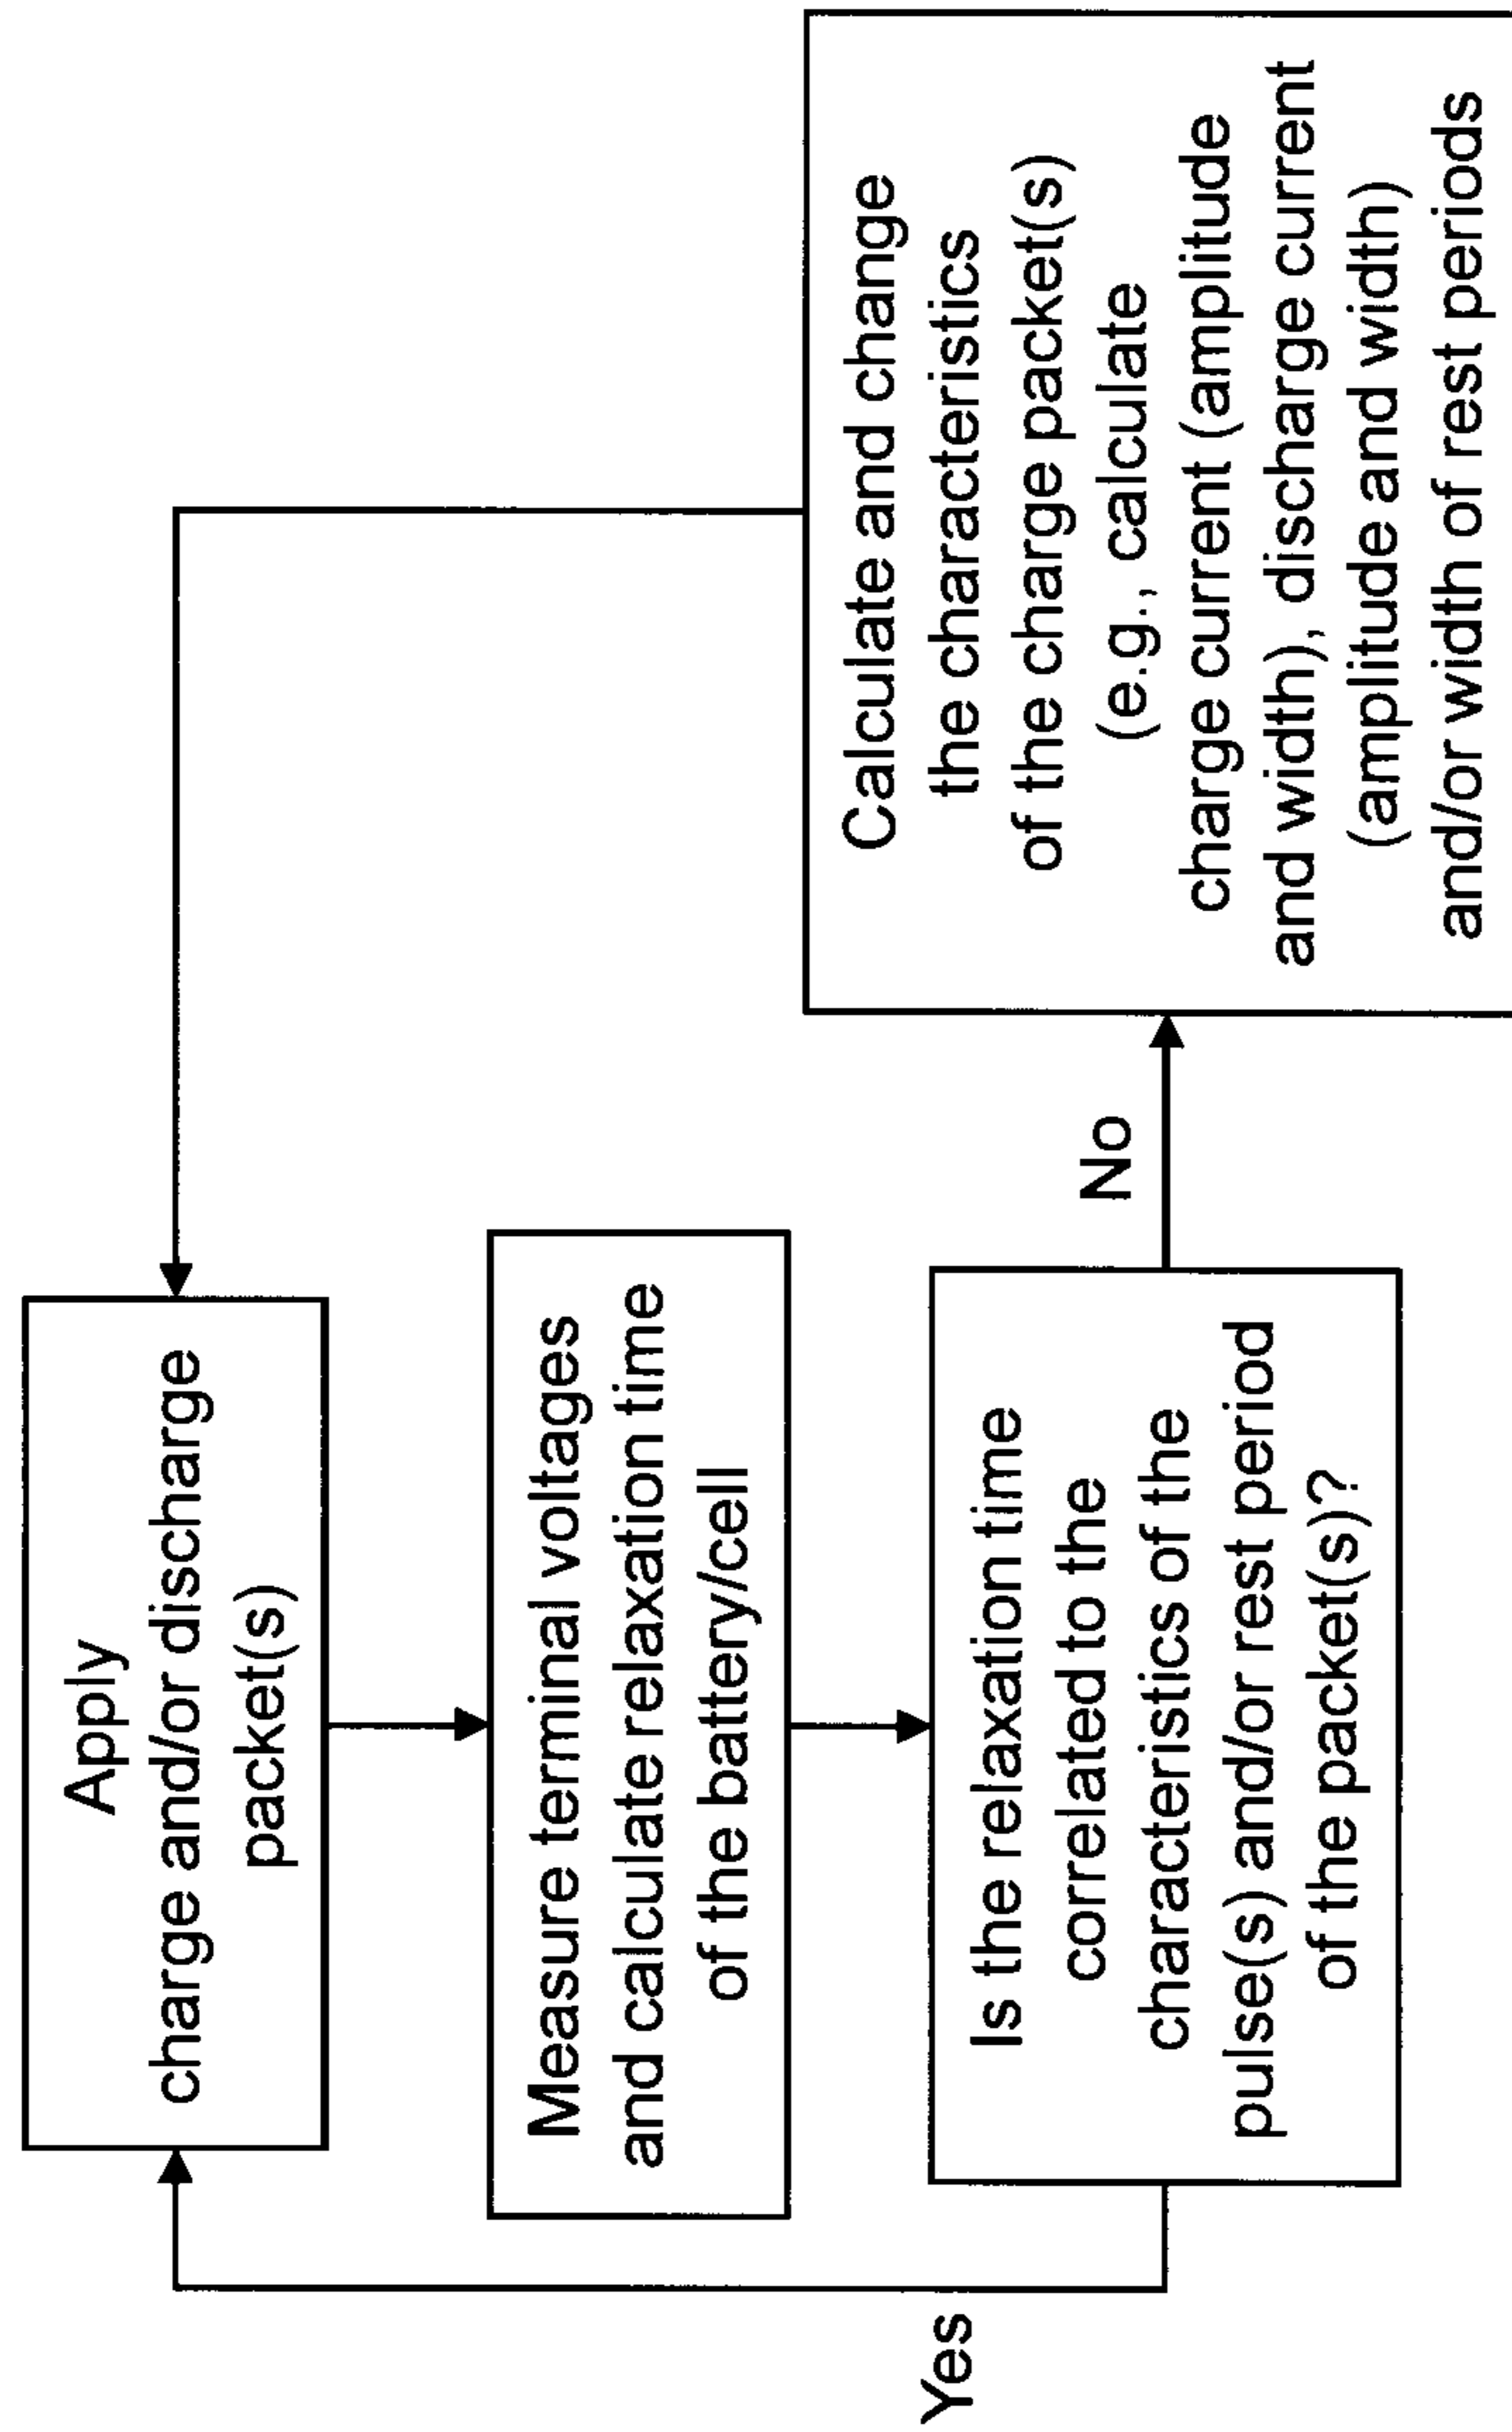 Apply
charge and/or discharge
packet(s)
Measure terminal voltages
and calculate relaxation time
of the battery/cell
Is the relaxation time
correlated to the
characteristics of the
pulse(s) and/or rest period
of the packet(s)?
Yes
No
Calculate and change
the characteristics
of the charge packet(s)
(e.g., calculate
charge current (amplitude
and width), discharge current
(amplitude and width)
and/or width of rest periods